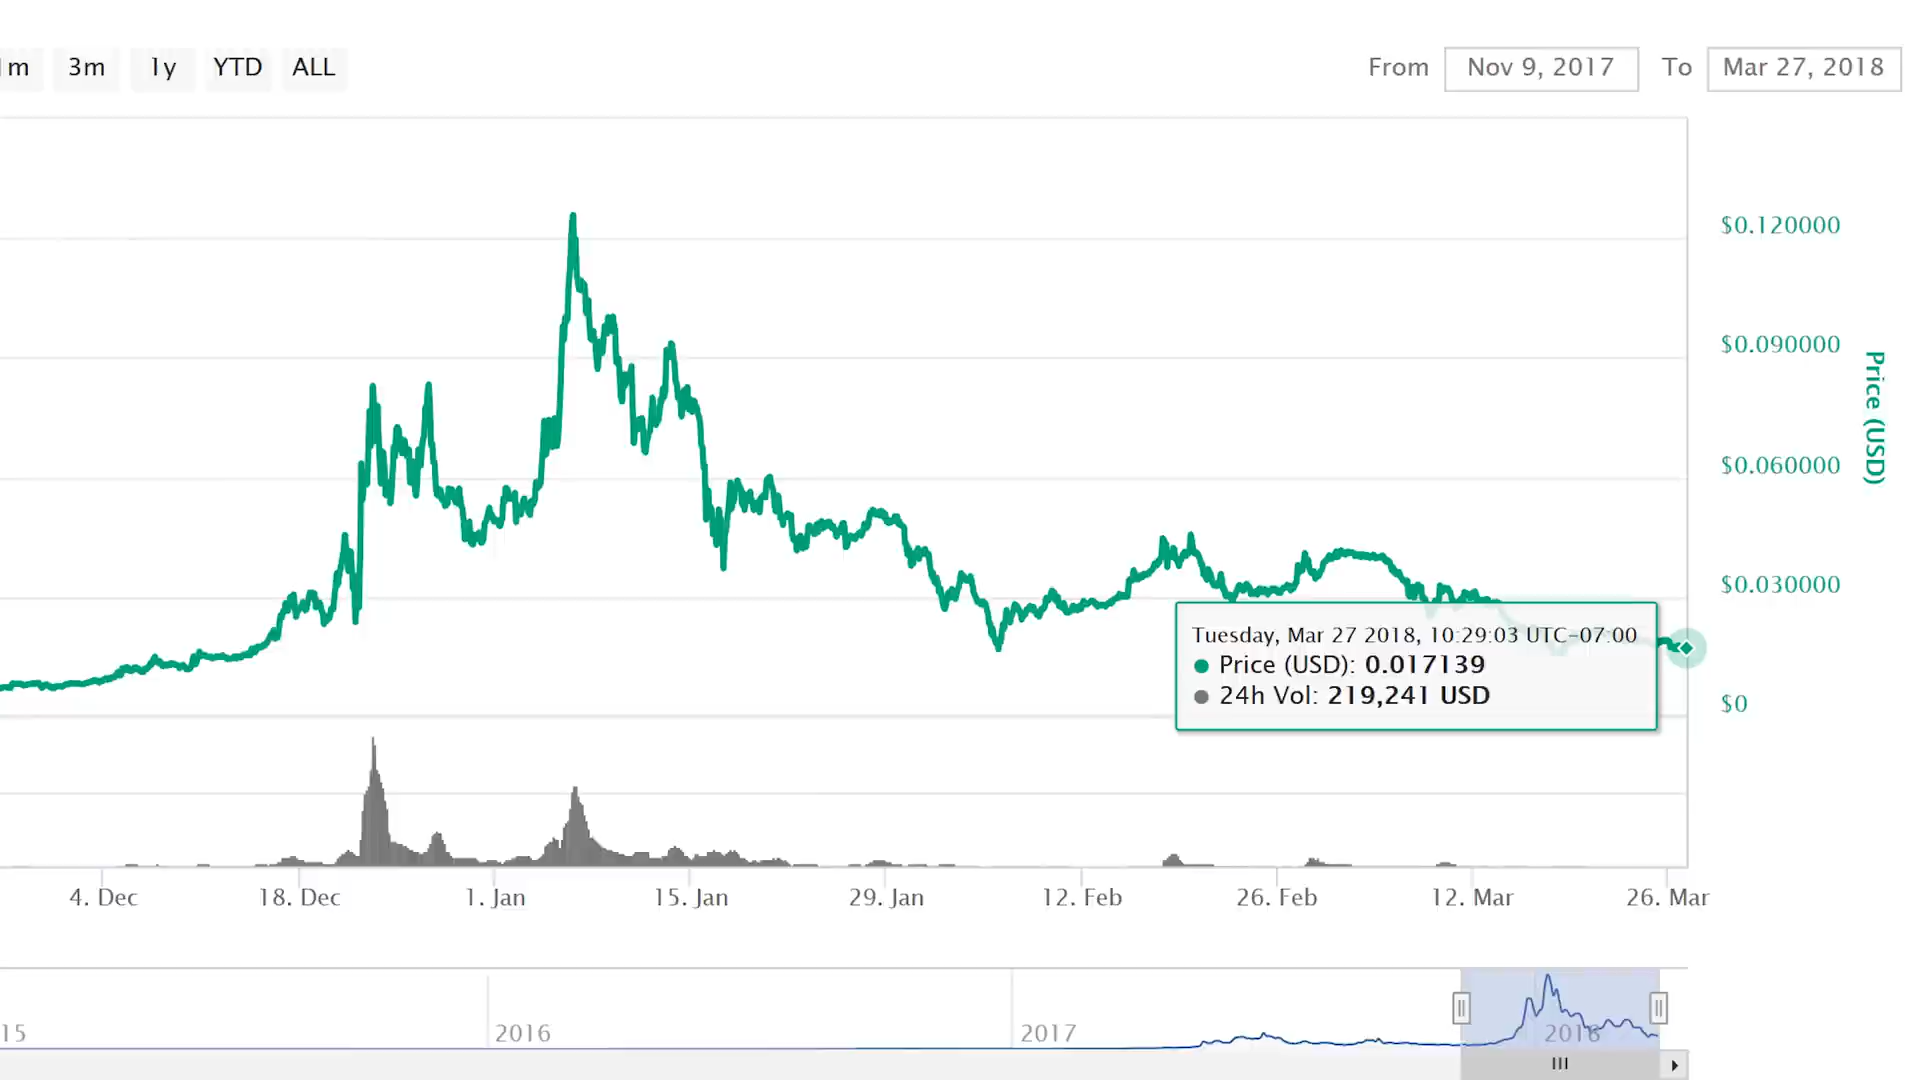 m 3m 1y YTD ALL From Nov 9, 2017 To Mar 27, 2018
$0.120000
$0.090000
Price (USD)
$0.060000
$0.030000
Tuesday, Mar 27 2018, 10:29:03 UTC-07:00
Price (USD): 0.017139
24h Vol: 219,241 USD
$0
4. Dec 18. Dec 1. Jan 15. Jan 29. Jan 12. Feb 26. Feb 12. Mar 26. Mar
15 2016 2017 2018